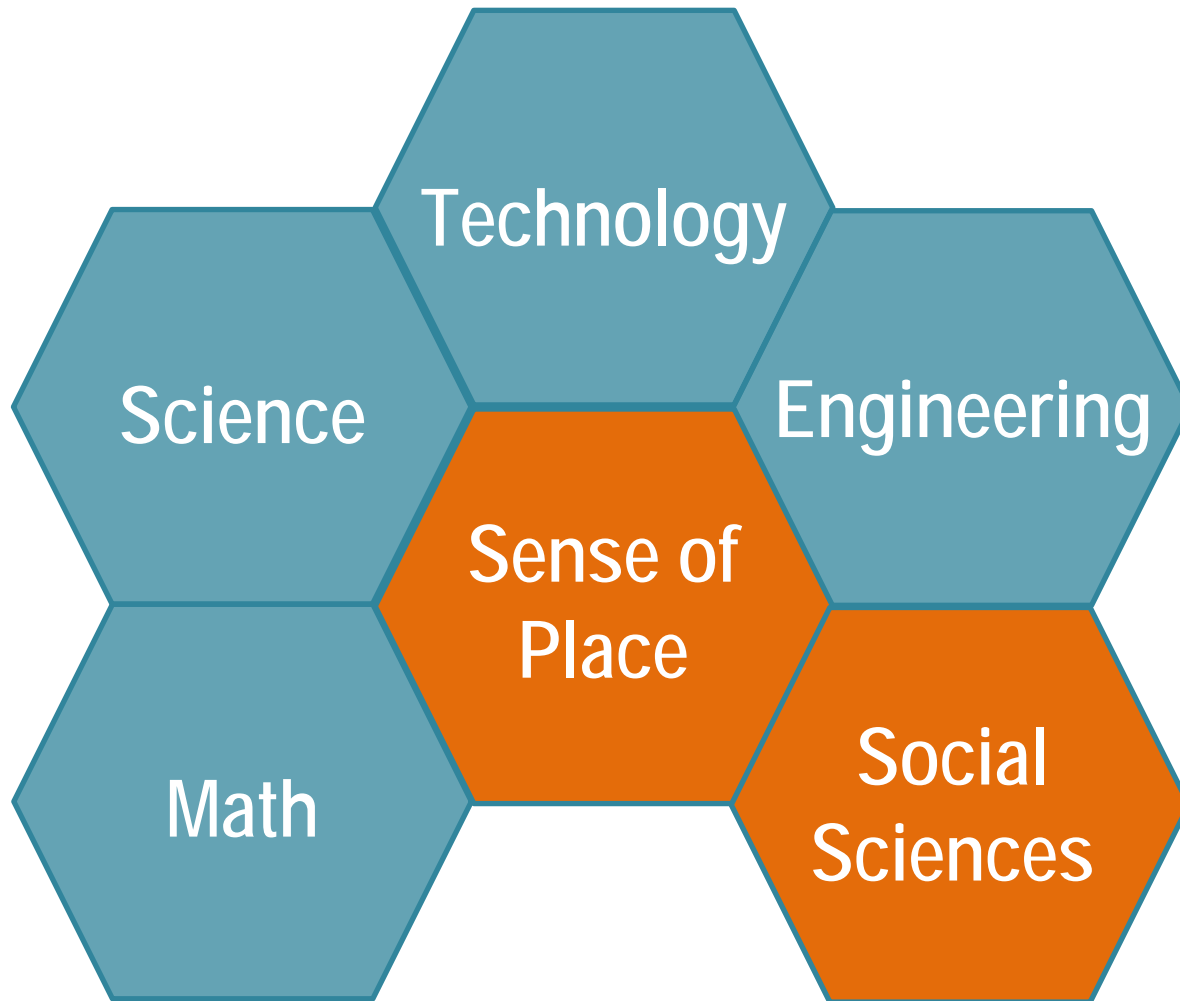 Technology
Science
Engineering
Sense of
Place
Math
Social
Sciences